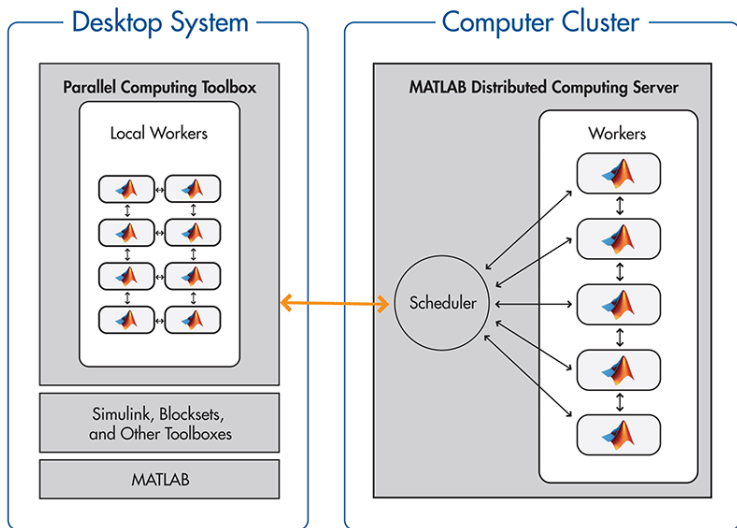 Desktop System
Parallel Computing Toolbox
Local Workers
Simulink, Blocksets,
and Other Toolboxes
MATLAB
Computer Cluster
MATLAB Distributed Computing Server
Workers
Scheduler